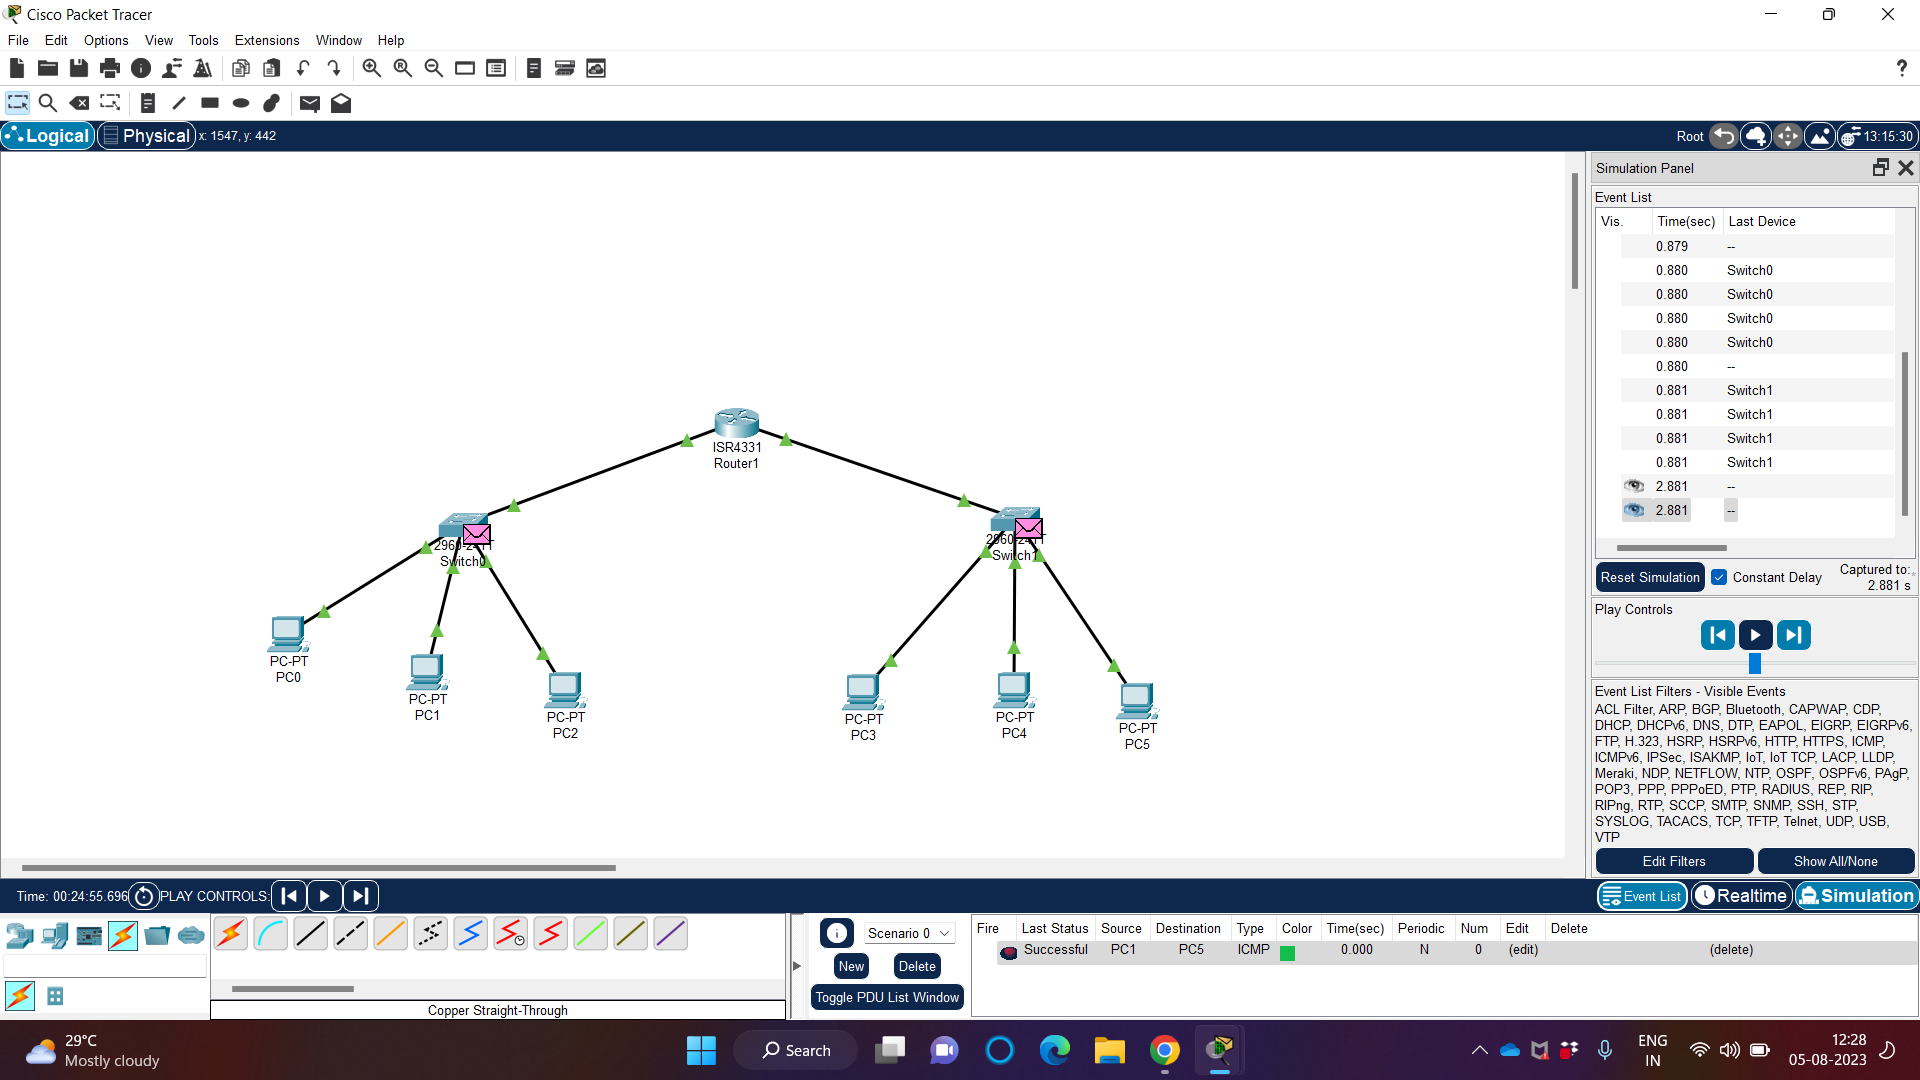 Cisco Packet Tracer
File Edit Options View Tools Extensions Window Help
Logical Physical x: 1547, y: 442
Root 13:15:30
Simulation Panel
Event List
Vis. Time(sec) Last Device
0.879 --
0.880 Switch0
0.880 Switch0
0.880 Switch0
0.880 Switch0
0.880 --
0.881 Switch1
0.881 Switch1
0.881 Switch1
0.881 Switch1
2.881 --
2.881 --
Reset Simulation Constant Delay Captured to:
2.881 s
Play Controls
Event List Filters - Visible Events
ACL Filter, ARP, BGP, Bluetooth, CAPWAP, CDP,
DHCP, DHCPv6, DNS, DTP, EAPOL, EIGRP, EIGRPv6,
FTP, H.323, HSRP, HSRPv6, HTTP, HTTPS, ICMP,
ICMPv6, IPSec, ISAKMP, IoT, IoT TCP, LACP, LLDP,
Meraki, NDP, NETFLOW, NTP, OSPF, OSPFv6, PAgP,
POP3, PPP, PPPoED, PTP, RADIUS, REP, RIP,
RIPng, RTP, SCCP, SMTP, SNMP, SSH, STP,
SYSLOG, TACACS, TCP, TFTP, Telnet, UDP, USB,
VTP
Edit Filters Show All/None
ISR4331
Router1
Switch0
Switch1
PC-PT
PC0
PC-PT
PC1
PC-PT
PC2
PC-PT
PC3
PC-PT
PC4
PC-PT
PC5
Time: 00:24:55.696 PLAY CONTROLS:
Event List Realtime Simulation
Scenario 0
New Delete
Toggle PDU List Window
Fire Last Status Source Destination Type Color Time(sec) Periodic Num Edit Delete
Successful PC1 PC5 ICMP 0.000 N 0 (edit) (delete)
Copper Straight-Through
29°C
Mostly cloudy
Search
ENG
IN
12:28
05-08-2023